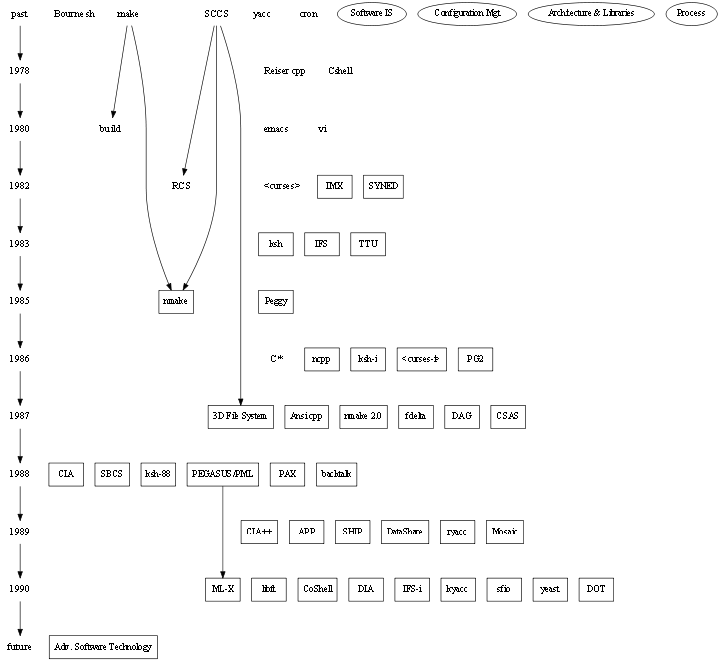 past Bourne sh make SCCS yacc cron Software IS Configuration Mgt Architecture & Libraries Process
1978 Reiser cpp Cshell
1980 build emacs vi
1982 RCS <curses> IMX SYNED
1983 ksh IFS TTU
1985 nmake Peggy
1986 C* ncpp ksh-i <curses-i> PG2
1987 3D File System Ansi cpp nmake 2.0 fdelta DAG CSAS
1988 CIA SBCS ksh-88 PEGASUS/PML PAX backtalk
1989 CIA++ APP SHIP DataShare ryacc Mosaic
1990 ML-X libft CoShell DIA IFS-i kyacc sfio yeast DOT
future Adv. Software Technology